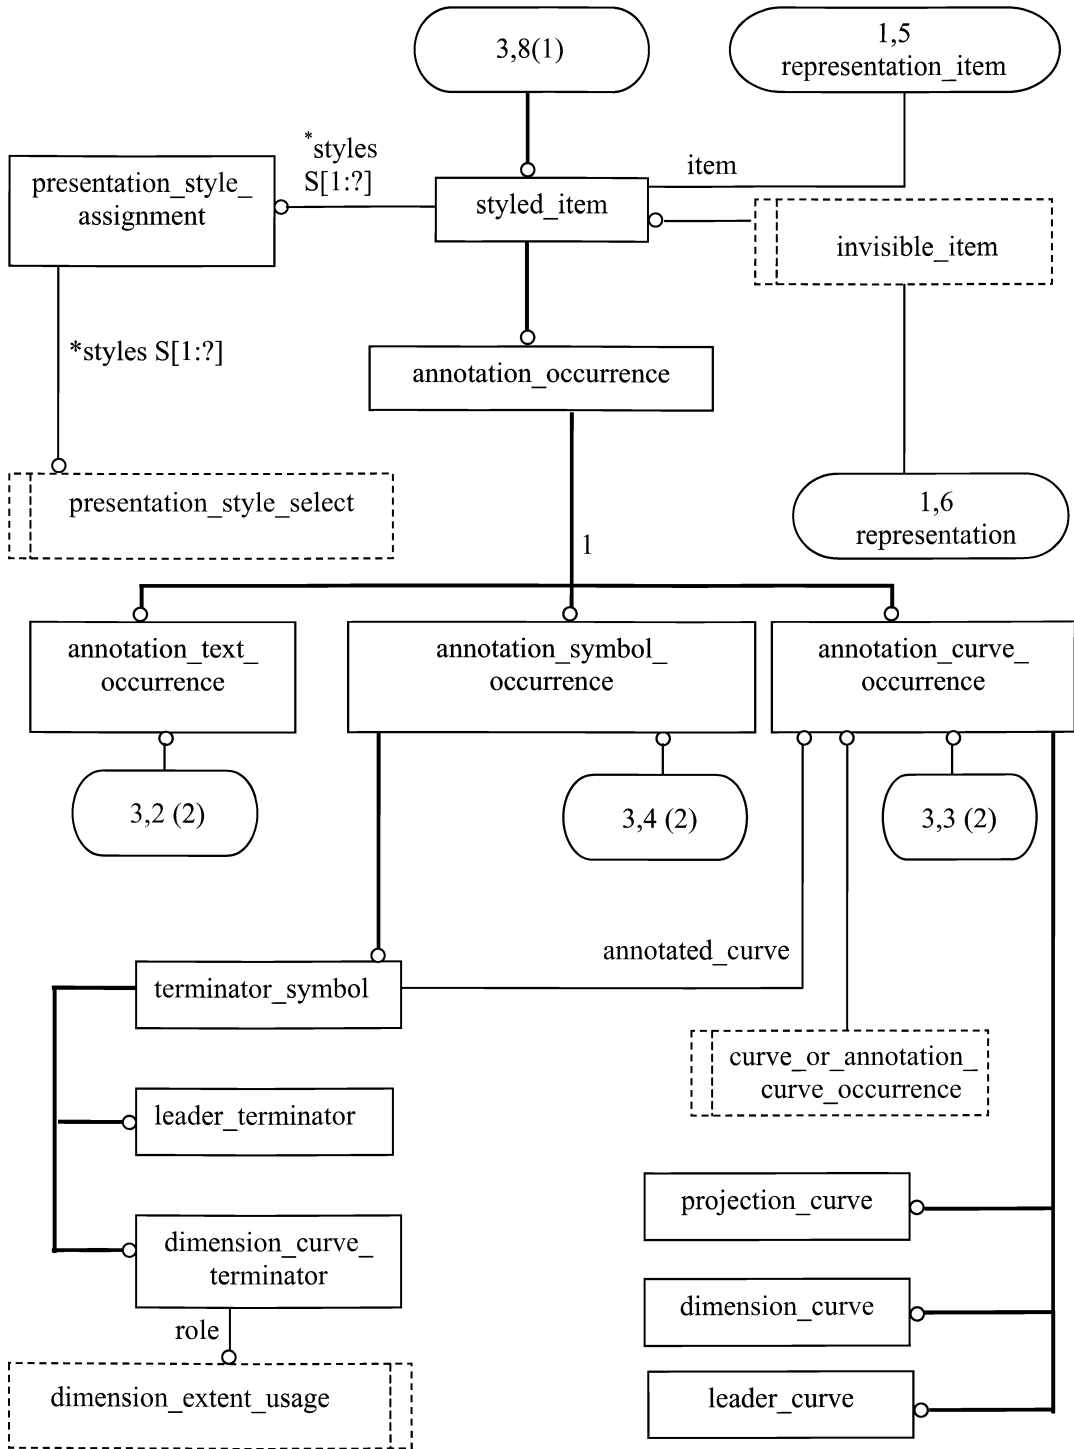 3,8(1)
1,5
representation_item
*styles
S[1:?]
item
presentation_style_
assignment
styled_item
invisible_item
*styles S[1:?]
annotation_occurrence
presentation_style_select
1,6
representation
1
annotation_text_
occurrence
annotation_symbol_
occurrence
annotation_curve_
occurrence
3,2 (2)
3,4 (2)
3,3 (2)
annotated_curve
terminator_symbol
curve_or_annotation_
curve_occurrence
leader_terminator
projection_curve
dimension_curve_
terminator
dimension_curve
role
dimension_extent_usage
leader_curve